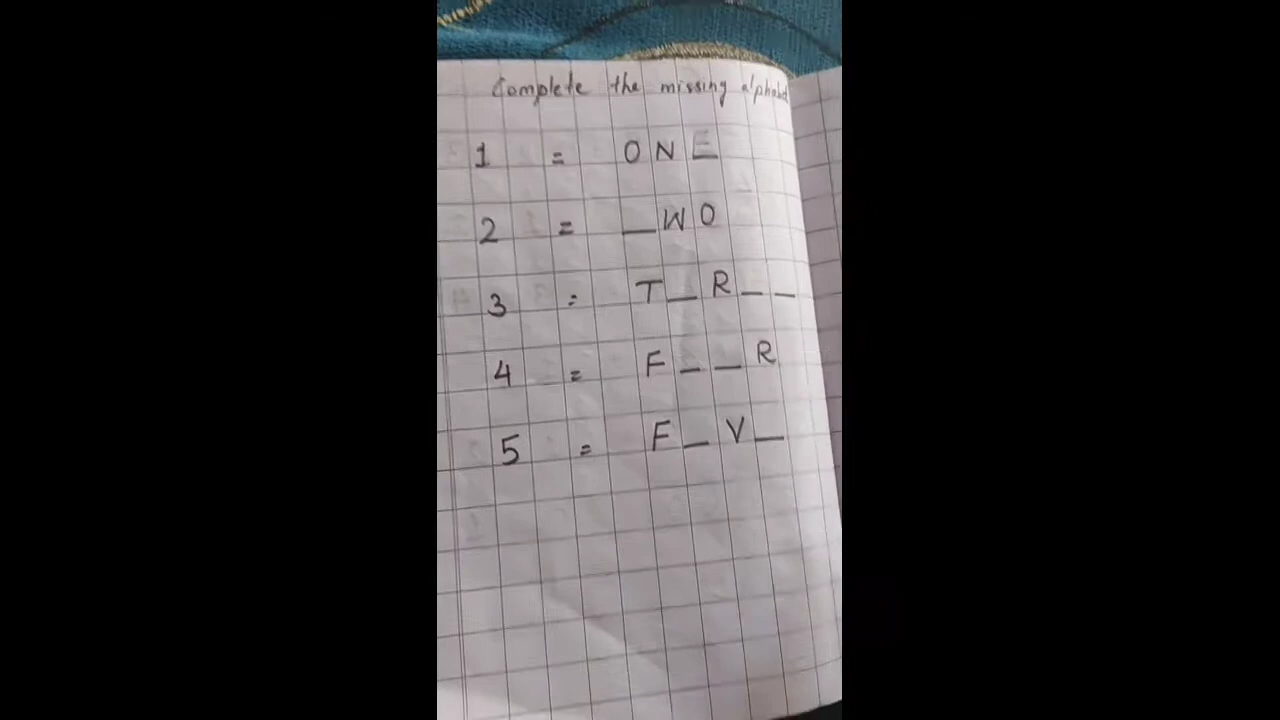 Complete the missing alphabet
1 = ONE
2 = _WO
3 = T_R__
4 = F__R
5 = F_V_